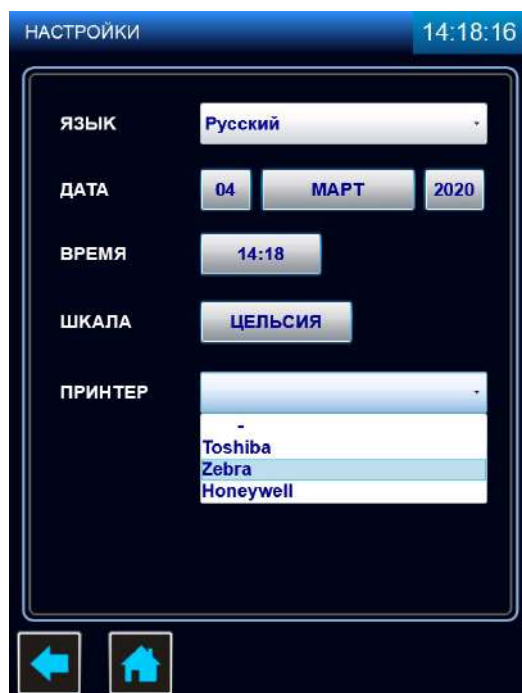 НАСТРОЙКИ 14:18:16
ЯЗЫК Русский
ДАТА 04 МАРТ 2020
ВРЕМЯ 14:18
ШКАЛА ЦЕЛЬСИЯ
ПРИНТЕР
-
Toshiba
Zebra
Honeywell